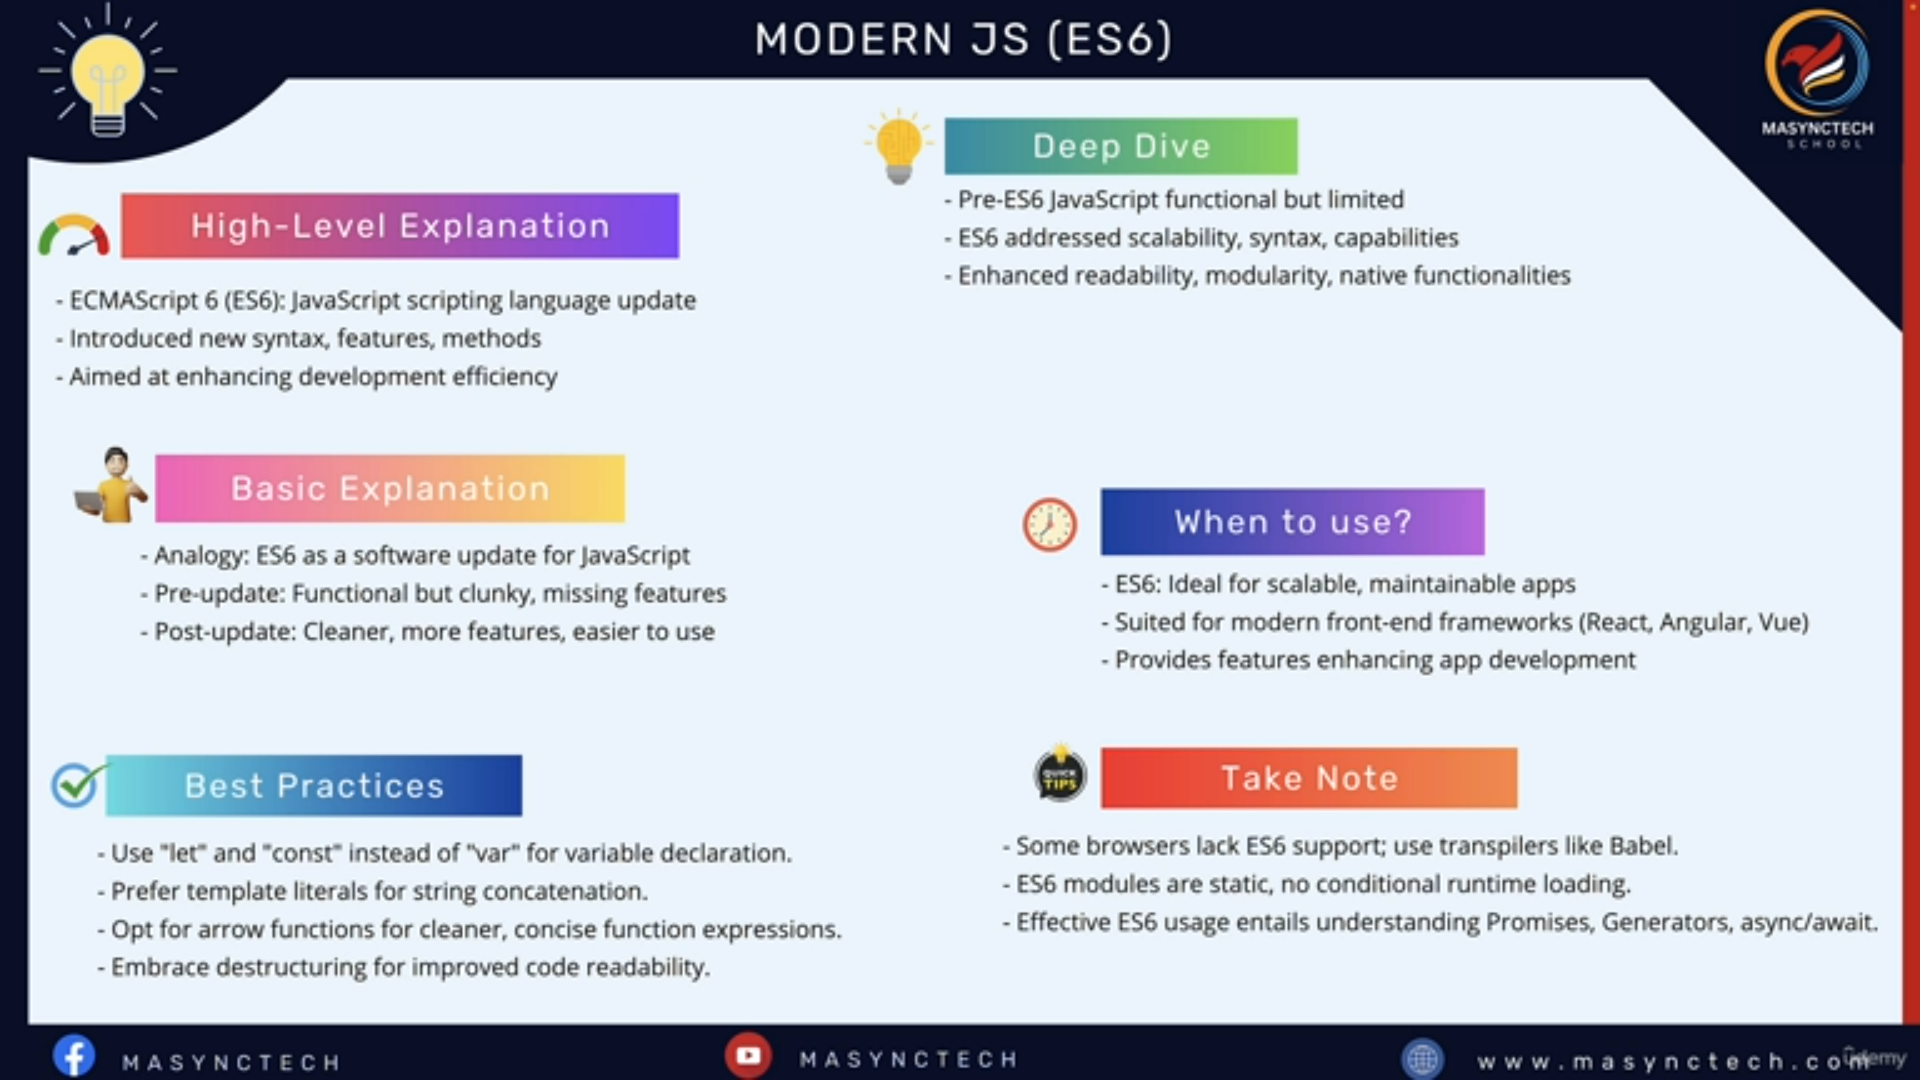 MODERN JS (ES6)
MASYNCTECH
SCHOOL
High-Level Explanation
- ECMAScript 6 (ES6): JavaScript scripting language update
- Introduced new syntax, features, methods
- Aimed at enhancing development efficiency
Basic Explanation
- Analogy: ES6 as a software update for JavaScript
- Pre-update: Functional but clunky, missing features
- Post-update: Cleaner, more features, easier to use
Best Practices
- Use "let" and "const" instead of "var" for variable declaration.
- Prefer template literals for string concatenation.
- Opt for arrow functions for cleaner, concise function expressions.
- Embrace destructuring for improved code readability.
Deep Dive
- Pre-ES6 JavaScript functional but limited
- ES6 addressed scalability, syntax, capabilities
- Enhanced readability, modularity, native functionalities
When to use?
- ES6: Ideal for scalable, maintainable apps
- Suited for modern front-end frameworks (React, Angular, Vue)
- Provides features enhancing app development
QUICK
TIPS
Take Note
- Some browsers lack ES6 support; use transpilers like Babel.
- ES6 modules are static, no conditional runtime loading.
- Effective ES6 usage entails understanding Promises, Generators, async/await.
MASYNCTECH
MASYNCTECH
www.masynctech.com
Udemy